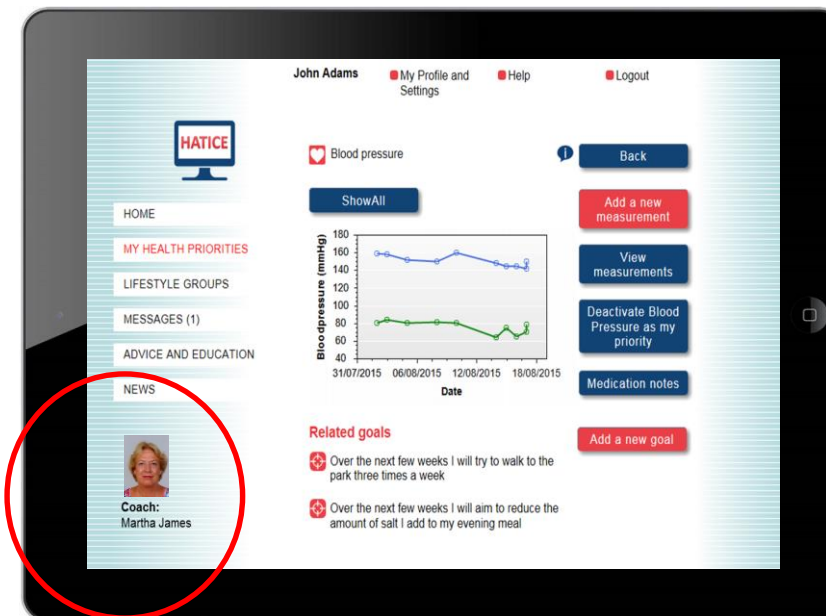 John Adams
My Profile and
Settings
Help
Logout
HATICE
HOME
MY HEALTH PRIORITIES
LIFESTYLE GROUPS
MESSAGES (1)
ADVICE AND EDUCATION
NEWS
Coach:
Martha James
Blood pressure
i
ShowAll
Bloodpressure (mmHg)
180
160
140
120
100
80
60
40
31/07/2015 06/08/2015 12/08/2015 18/08/2015
Date
Related goals
Over the next few weeks I will try to walk to the
park three times a week
Over the next few weeks I will aim to reduce the
amount of salt I add to my evening meal
Back
Add a new
measurement
View
measurements
Deactivate Blood
Pressure as my
priority
Medication notes
Add a new goal